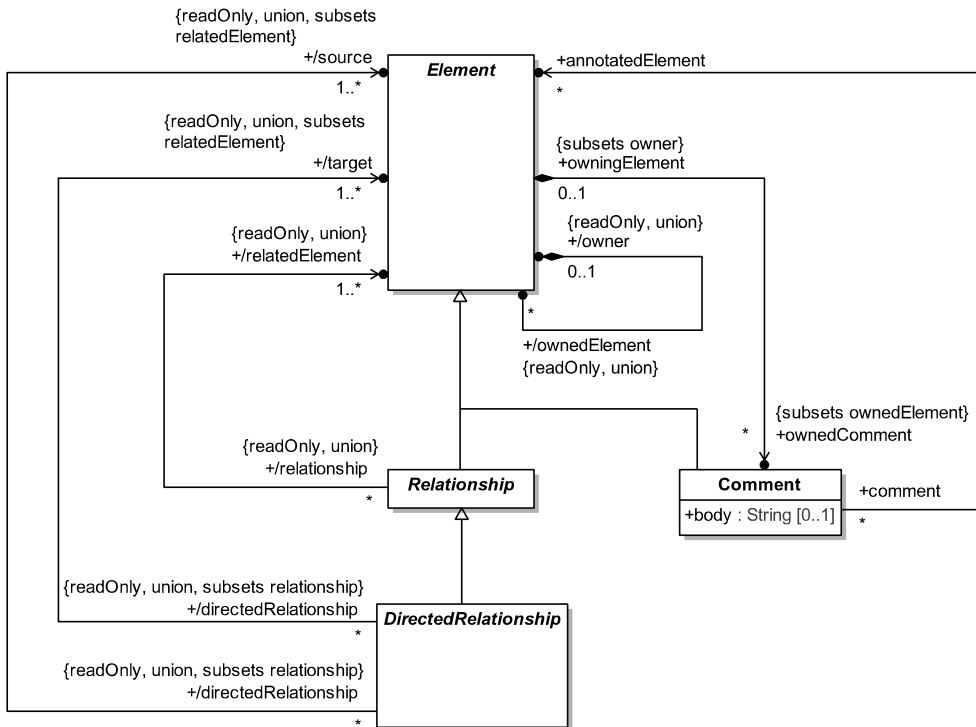 {readOnly, union, subsets
relatedElement}
+/source
1..*
Element
+annotatedElement
*
{readOnly, union, subsets
relatedElement}
+/target
1..*
{subsets owner}
+owningElement
0..1
{readOnly, union}
+/relatedElement
1..*
{readOnly, union}
+/owner
0..1
*
+/ownedElement
{readOnly, union}
{subsets ownedElement}
+ownedComment
*
{readOnly, union}
+/relationship
*
Relationship
Comment
+body : String [0..1]
+comment
*
{readOnly, union, subsets relationship}
+/directedRelationship
*
DirectedRelationship
{readOnly, union, subsets relationship}
+/directedRelationship
*